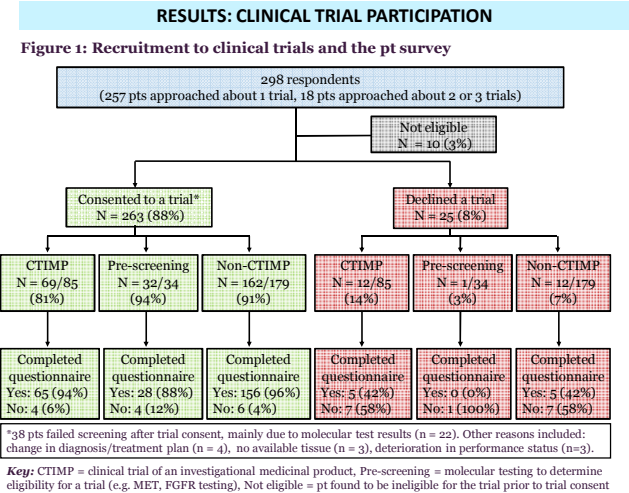 RESULTS: CLINICAL TRIAL PARTICIPATION
Figure 1: Recruitment to clinical trials and the pt survey
298 respondents
(257 pts approached about 1 trial, 18 pts approached about 2 or 3 trials)
Not eligible
N = 10 (3%)
Consented to a trial*
N = 263 (88%)
Declined a trial
N = 25 (8%)
CTIMP
N = 69/85
(81%)
Pre-screening
N = 32/34
(94%)
Non-CTIMP
N = 162/179
(91%)
CTIMP
N = 12/85
(14%)
Pre-screening
N = 1/34
(3%)
Non-CTIMP
N = 12/179
(7%)
Completed
questionnaire
Yes: 65 (94%)
No: 4 (6%)
Completed
questionnaire
Yes: 28 (88%)
No: 4 (12%)
Completed
questionnaire
Yes: 156 (96%)
No: 6 (4%)
Completed
questionnaire
Yes: 5 (42%)
No: 7 (58%)
Completed
questionnaire
Yes: 0 (0%)
No: 1 (100%)
Completed
questionnaire
Yes: 5 (42%)
No: 7 (58%)
*38 pts failed screening after trial consent, mainly due to molecular test results (n = 22). Other reasons included:
change in diagnosis/treatment plan (n = 4), no available tissue (n = 3), deterioration in performance status (n=3).
Key: CTIMP = clinical trial of an investigational medicinal product, Pre-screening = molecular testing to determine
eligibility for a trial (e.g. MET, FGFR testing), Not eligible = pt found to be ineligible for the trial prior to trial consent